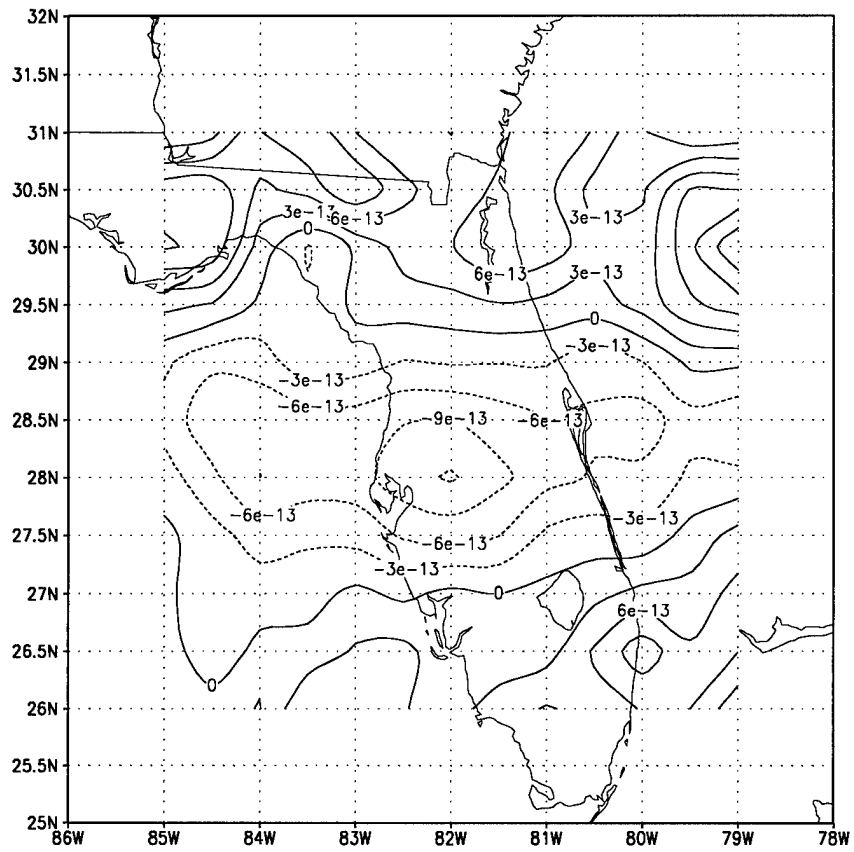 32N
31.5N
31N
30.5N
3e-13
6e-13
3e-13
0
30N
6e-13
3e-13
29.5N
0
-3e-13
29N
-3e-13
-6e-13
28.5N
-9e-13
-6e-13
28N
-6e-13
-3e-13
27.5N
-6e-13
-3e-13
27N
0
6e-13
26.5N
0
26N
25.5N
25N
86W 85W 84W 83W 82W 81W 80W 79W 78W